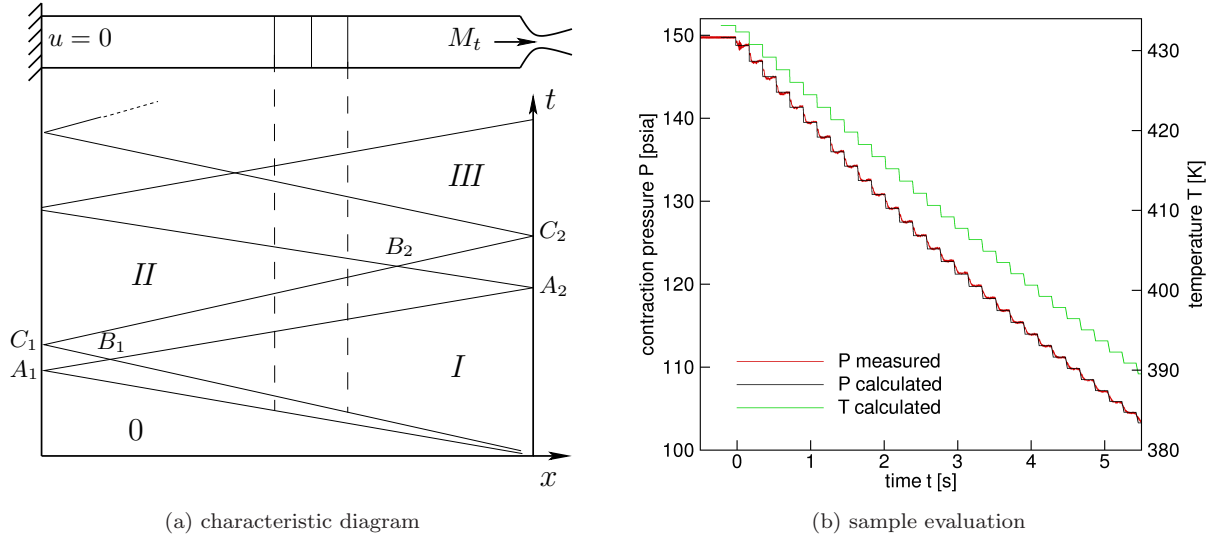 u = 0
M_t
t
III
C_2
B_2
II
A_2
C_1
B_1
A_1
I
0
x
(a) characteristic diagram
150
140
130
120
110
100
contraction pressure P [psia]
430
420
410
400
390
380
temperature T [K]
P measured
P calculated
T calculated
0 1 2 3 4 5
time t [s]
(b) sample evaluation